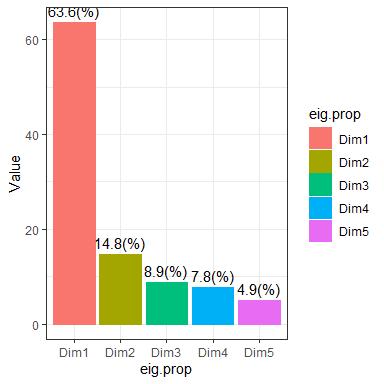 63.6(%)
60
40
20
0
Value
14.8(%)
8.9(%)
7.8(%)
4.9(%)
Dim1 Dim2 Dim3 Dim4 Dim5
eig.prop
eig.prop
Dim1
Dim2
Dim3
Dim4
Dim5